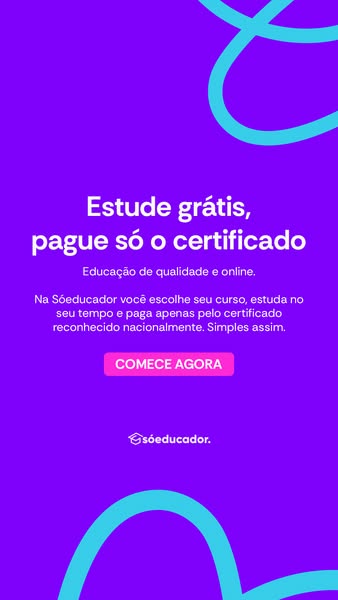 Estude grátis,
pague só o certificado
Educação de qualidade e online.
Na Sóeducador você escolhe seu curso, estuda no
seu tempo e paga apenas pelo certificado
reconhecido nacionalmente. Simples assim.
COMECE AGORA
sóeducador.